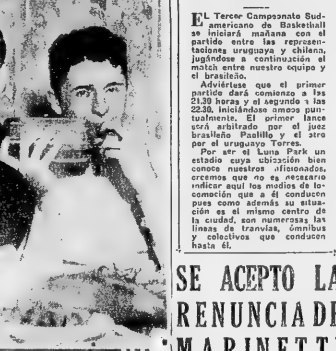 EL Tercer Campeonato Sud-
americano de Basketball
se iniciará mañana con el
partido entre las represen-
taciones uruguaya y chilena,
jugándose a continuación el
match entre nuestro equipo y
el brasileño.
Adviértese que el primer
partido dará comienzo a las
21.30 horas y el segundo a las
22.30, iniciándose ambos pun-
tualmente. El primer lance
será arbitrado por el juez
brasileño Paolillo y el otro
por el uruguayo Torres.
Por ser el Luna Park un
estadio cuya ubicación bien
conoce nuestros aficionados,
creemos que no es necesario
indicar aquí los medios de lo-
comoción que a él conducen
pues como además su situa-
ción es el mismo centro de
la ciudad, son numerosas las
líneas de tranvías, ómnibus
y colectivos que conducen
hasta él.
SE ACEPTO LA
RENUNCIA DE
MARINETT